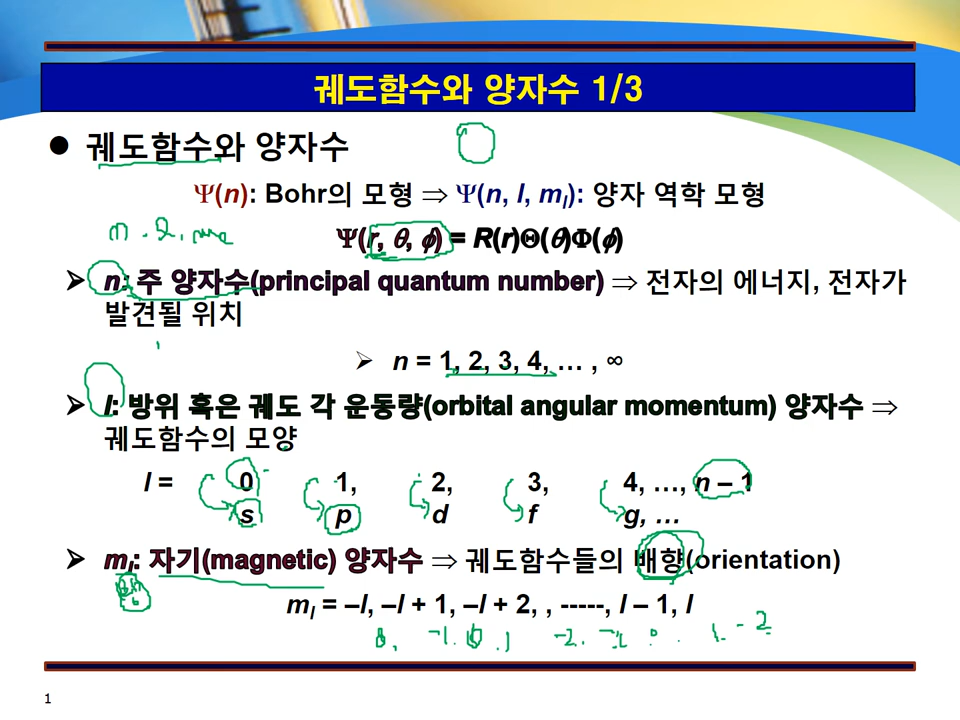 궤도함수와 양자수 1/3
● 궤도함수와 양자수
Ψ(n): Bohr의 모형 ⇒ Ψ(n, l, mₗ): 양자 역학 모형
Ψ(r, θ, ϕ) = R(r)Θ(θ)Φ(ϕ)
➢ n: 주 양자수(principal quantum number) ⇒ 전자의 에너지, 전자가
발견될 위치
➢ n = 1, 2, 3, 4, … , ∞
➢ l: 방위 혹은 궤도 각 운동량(orbital angular momentum) 양자수 ⇒
궤도함수의 모양
l = 0 1, 2, 3, 4, …, n – 1
s p d f g, …
➢ mₗ: 자기(magnetic) 양자수 ⇒ 궤도함수들의 배향(orientation)
mₗ = –l, –l + 1, –l + 2, , -----, l – 1, l
1